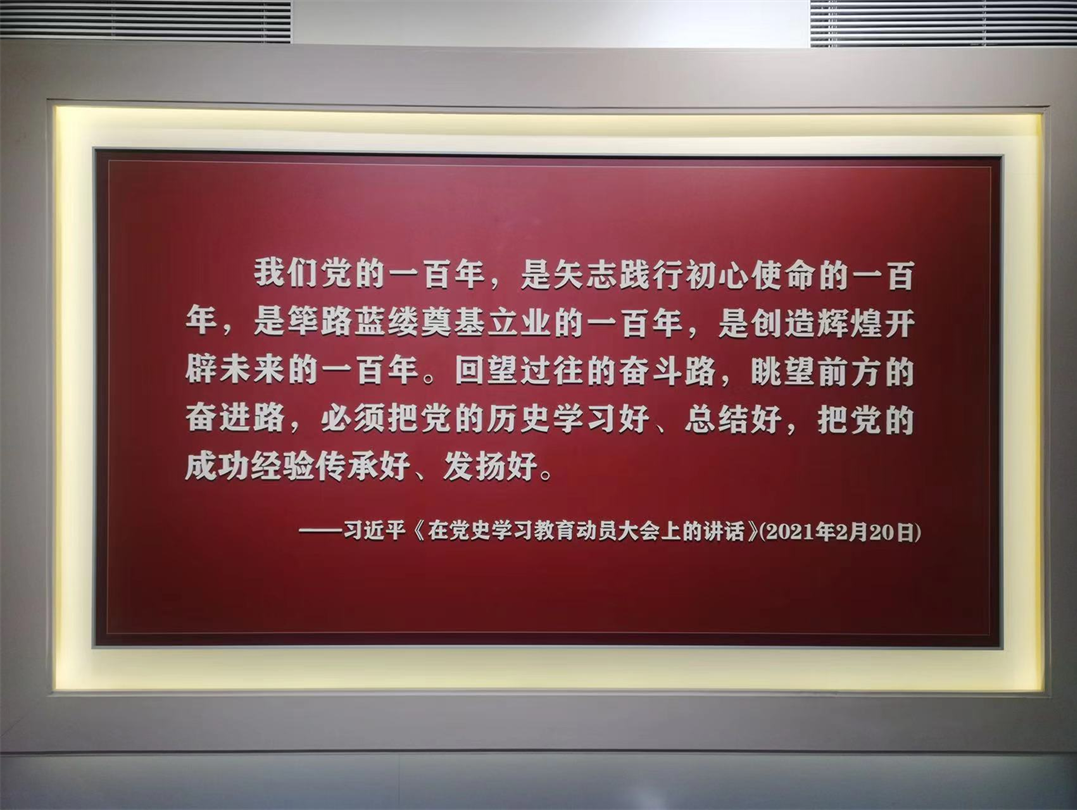 我们党的一百年，是矢志践行初心使命的一百
年，是筚路蓝缕奠基立业的一百年，是创造辉煌开
辟未来的一百年。回望过往的奋斗路，眺望前方的
奋进路，必须把党的历史学习好、总结好，把党的
成功经验传承好、发扬好。
——习近平《在党史学习教育动员大会上的讲话》(2021年2月20日)